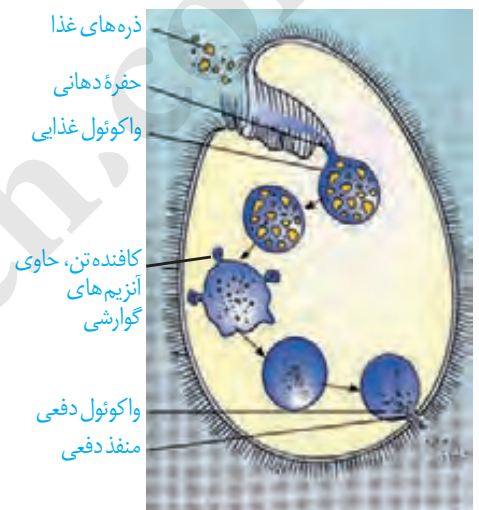 ذره‌های غذا
حفرهٔ دهانی
واکوئول غذایی
کافنده‌تن، حاوی
آنزیم‌های
گوارشی
واکوئول دفعی
منفذ دفعی